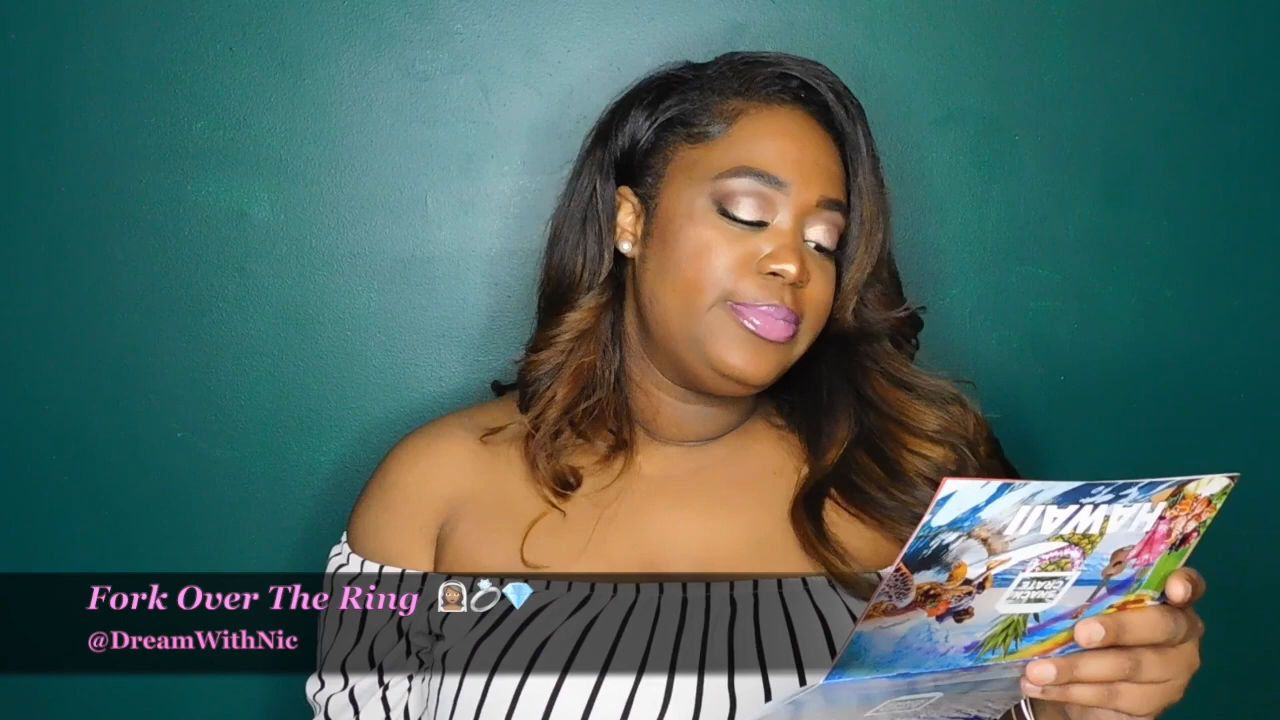 HAWAII
SNACK
CRATE
Fork Over The Ring 👰🏽💍💎
@DreamWithNic